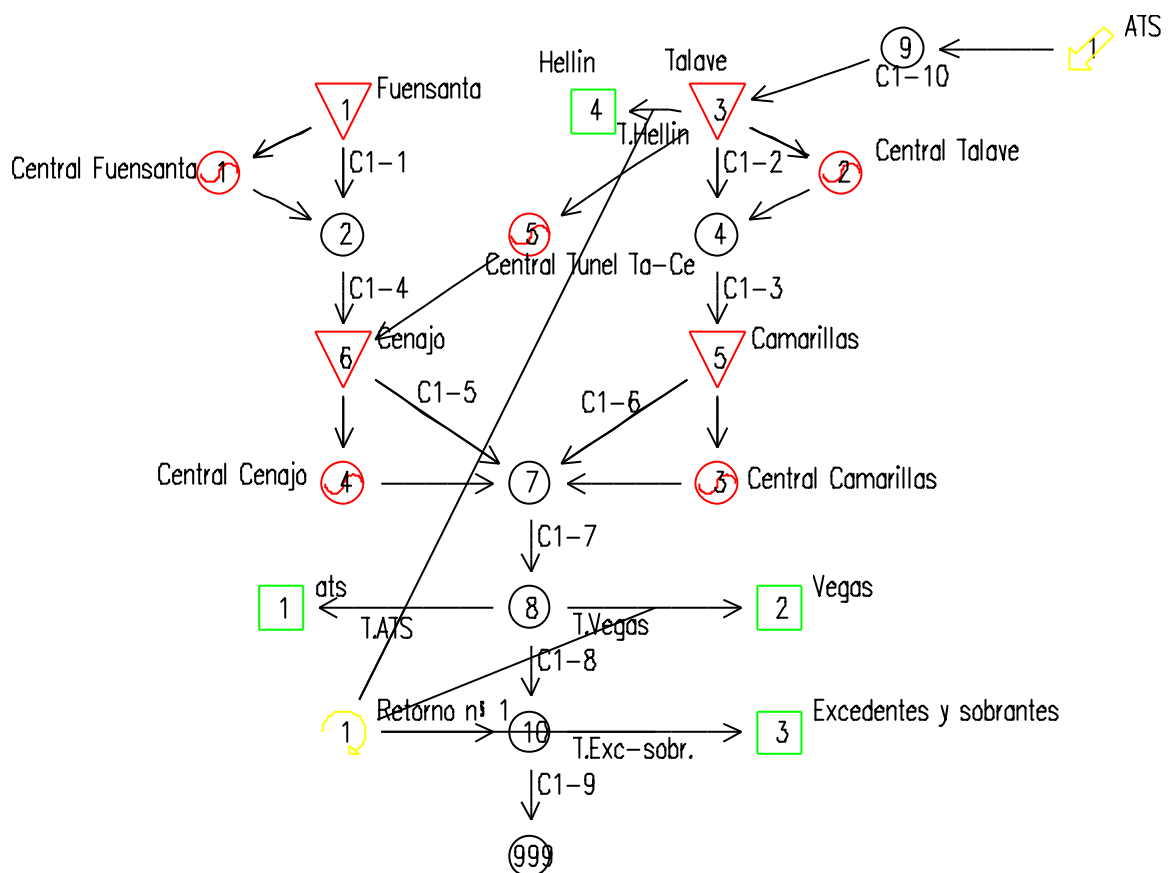 ATS
1
9
C1-10
Hellin
Talave
Fuensanta
1
4
3
T.Hellin
Central Fuensanta
1
C1-1
C1-2
2
Central Talave
2
5
4
Central Tunel Ta-Ce
C1-4
C1-3
Cenajo
6
Camarillas
5
C1-5
C1-6
Central Cenajo
4
7
3
Central Camarillas
C1-7
ats
1
8
Vegas
2
T.ATS
T.Vegas
C1-8
Retorno nº 1
1
10
Excedentes y sobrantes
3
T.Exc-sobr.
C1-9
999